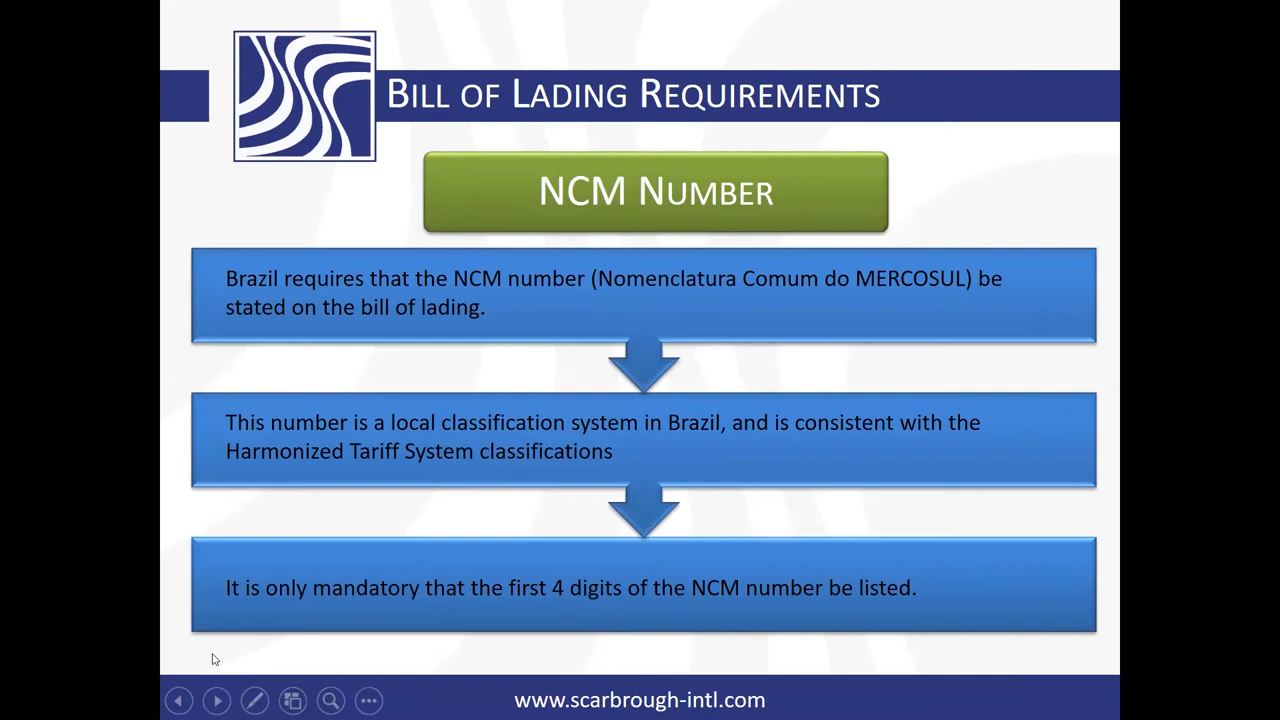 BILL OF LADING REQUIREMENTS
NCM NUMBER
Brazil requires that the NCM number (Nomenclatura Comum do MERCOSUL) be
stated on the bill of lading.
This number is a local classification system in Brazil, and is consistent with the
Harmonized Tariff System classifications
It is only mandatory that the first 4 digits of the NCM number be listed.
www.scarbrough-intl.com